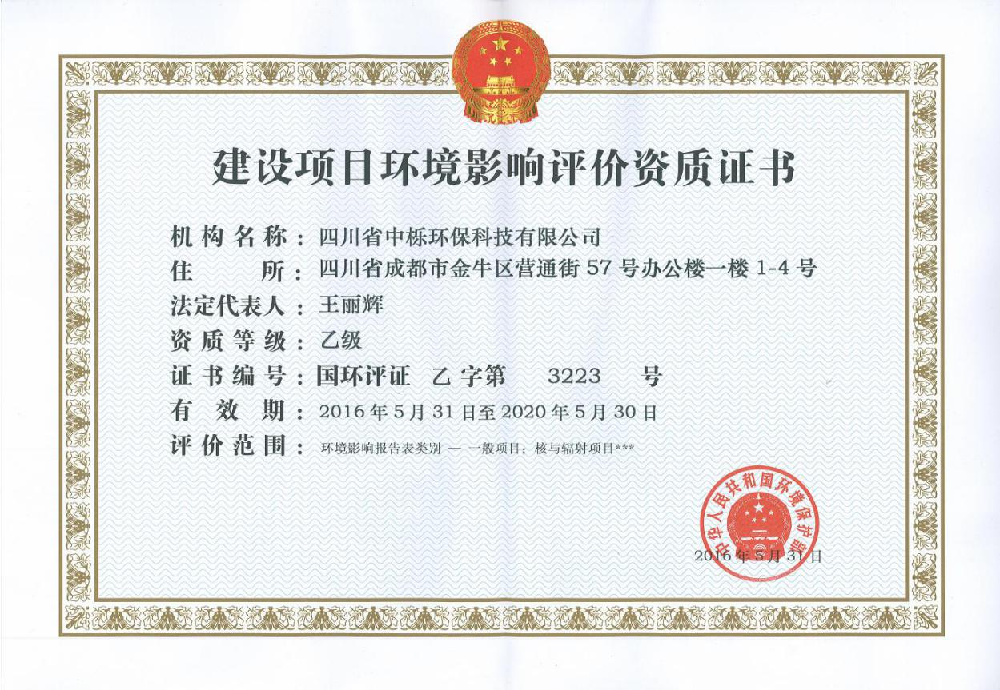 建设项目环境影响评价资质证书
机构名称：四川省中栎环保科技有限公司
住所：四川省成都市金牛区营通街 57 号办公楼一楼 1-4 号
法定代表人：王丽辉
资质等级：乙级
证书编号：国环评证 乙 字第 3223 号
有效期：2016 年 5 月 31 日至 2020 年 5 月 30 日
评价范围：环境影响报告表类别 — 一般项目；核与辐射项目***
中华人民共和国环境保护部
2016 年 5 月 31 日